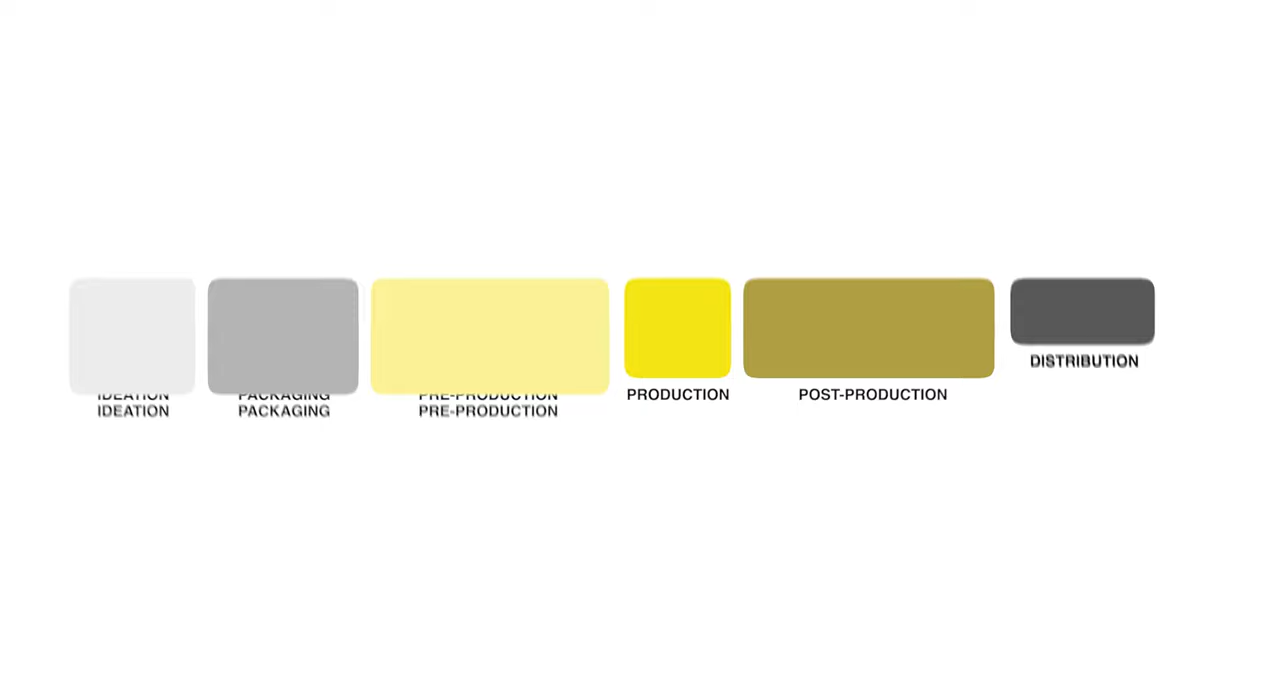 IDEATION
IDEATION
PACKAGING
PACKAGING
PRE-PRODUCTION
PRE-PRODUCTION
PRODUCTION
POST-PRODUCTION
DISTRIBUTION